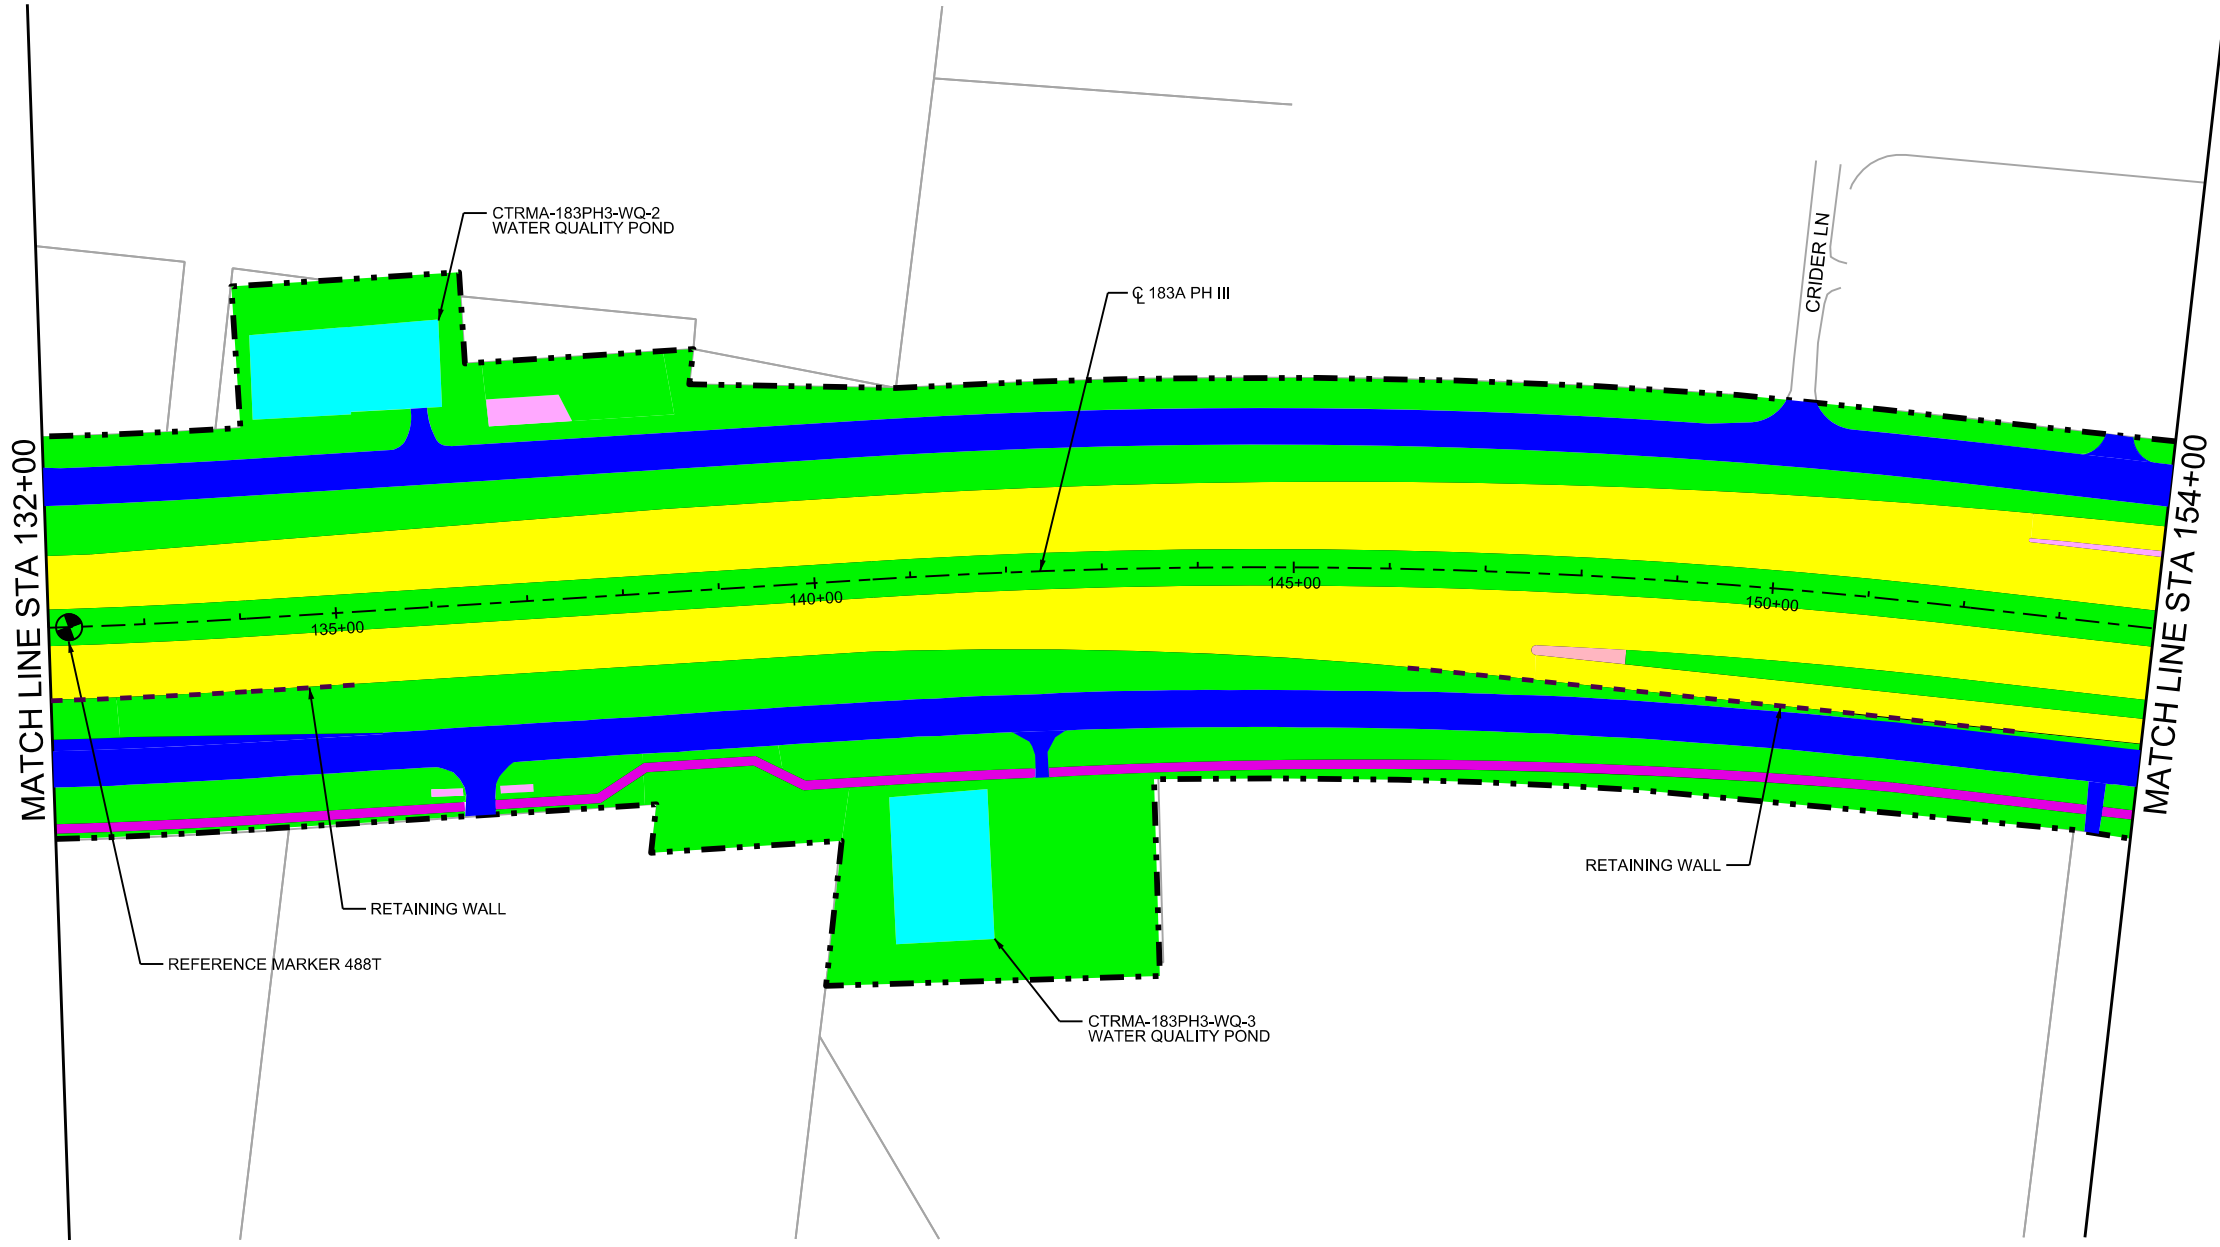 CTRMA-183PH3-WQ-2
WATER QUALITY POND
℄ 183A PH III
CRIDER LN
MATCH LINE STA 132+00
MATCH LINE STA 154+00
135+00
140+00
145+00
150+00
RETAINING WALL
RETAINING WALL
REFERENCE MARKER 488T
CTRMA-183PH3-WQ-3
WATER QUALITY POND